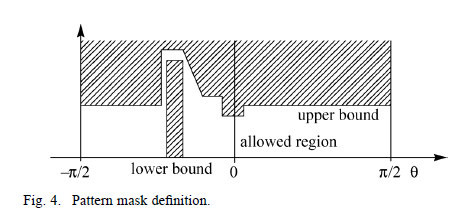 upper bound
allowed region
–π/2 lower bound 0 π/2 θ
Fig. 4. Pattern mask definition.